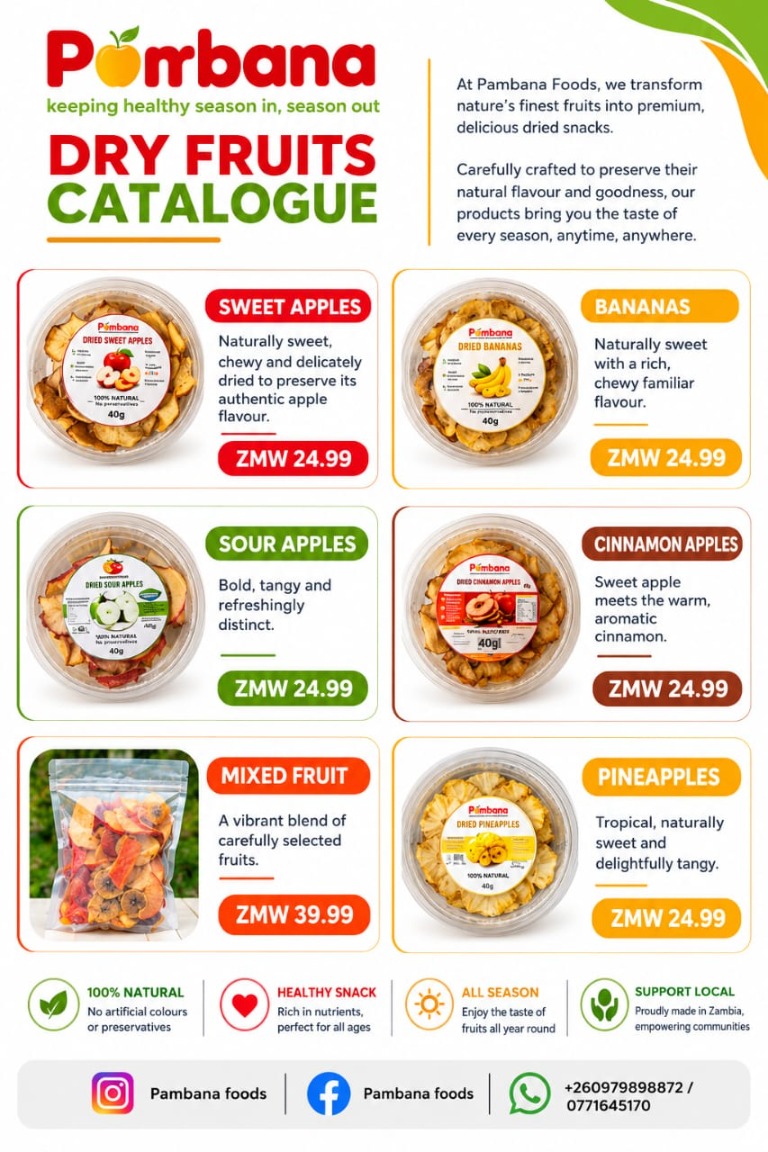 Pambana
keeping healthy season in, season out
DRY FRUITS
CATALOGUE
At Pambana Foods, we transform
nature's finest fruits into premium,
delicious dried snacks.
Carefully crafted to preserve their
natural flavour and goodness, our
products bring you the taste of
every season, anytime, anywhere.
Pambana
DRIED SWEET APPLES
100% NATURAL
No preservatives
40g
SWEET APPLES
Naturally sweet,
chewy and delicately
dried to preserve its
authentic apple
flavour.
ZMW 24.99
Pambana
DRIED BANANAS
100% NATURAL
40g
BANANAS
Naturally sweet
with a rich,
chewy familiar
flavour.
ZMW 24.99
DRIED SOUR APPLES
100% NATURAL
No preservatives
40g
SOUR APPLES
Bold, tangy and
refreshingly
distinct.
ZMW 24.99
Pambana
DRIED CINNAMON APPLES
40g
CINNAMON APPLES
Sweet apple
meets the warm,
aromatic
cinnamon.
ZMW 24.99
MIXED FRUIT
A vibrant blend of
carefully selected
fruits.
ZMW 39.99
Pambana
DRIED PINEAPPLES
100% NATURAL
40g
PINEAPPLES
Tropical, naturally
sweet and
delightfully tangy.
ZMW 24.99
100% NATURAL
No artificial colours
or preservatives
HEALTHY SNACK
Rich in nutrients,
perfect for all ages
ALL SEASON
Enjoy the taste of
fruits all year round
SUPPORT LOCAL
Proudly made in Zambia,
empowering communities
Pambana foods
Pambana foods
+260979898872 /
0771645170